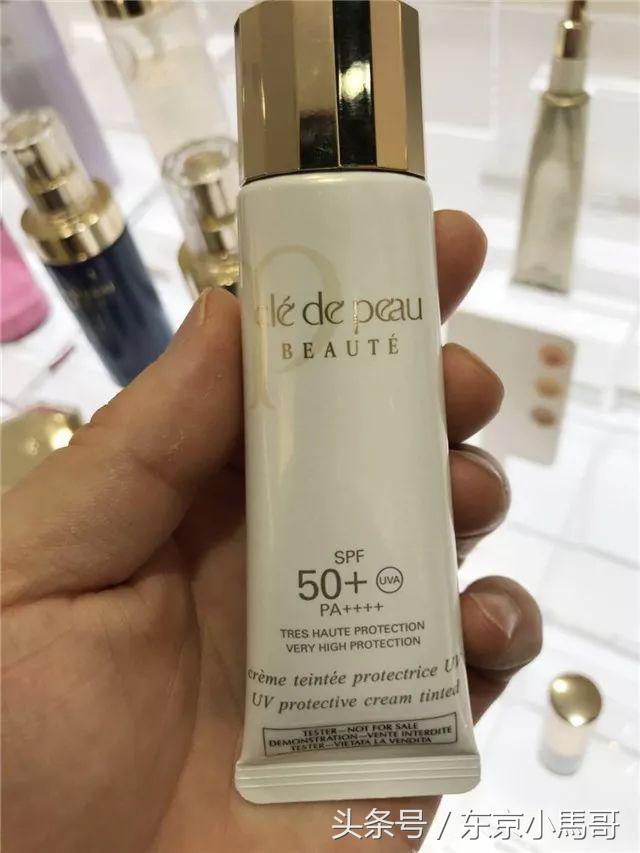 clé de peau
BEAUTÉ
SPF
50+ UVA
PA++++
TRES HAUTE PROTECTION
VERY HIGH PROTECTION
crème teintée protectrice UV
UV protective cream tinted
TESTER—NOT FOR SALE
DEMONSTRATION—VENTE INTERDITE
TESTER—VIETATA LA VENDITA
头条号 / 东京小馬哥